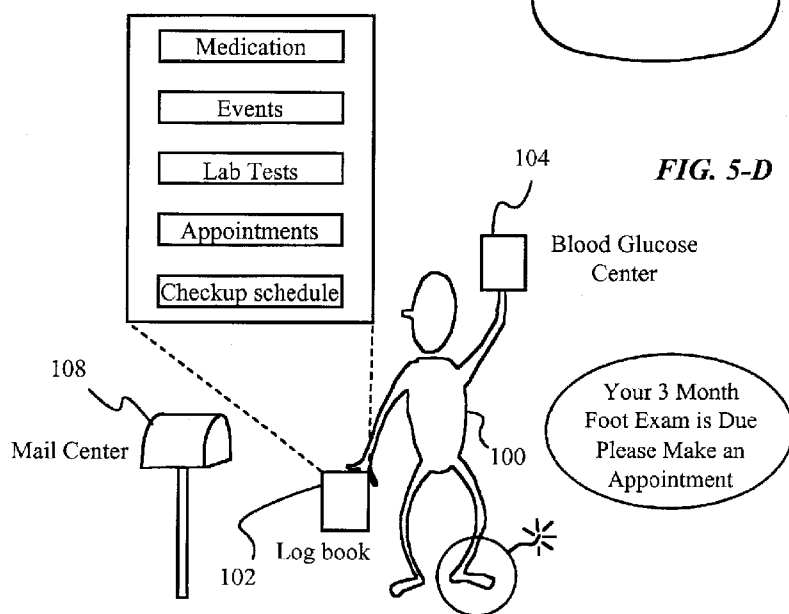 Medication
Events
Lab Tests
Appointments
Checkup schedule
104
FIG. 5-D
Blood Glucose
Center
108
Mail Center
100
Your 3 Month
Foot Exam is Due
Please Make an
Appointment
Log book
102